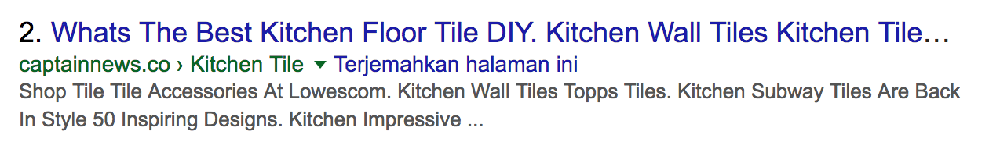 2. Whats The Best Kitchen Floor Tile DIY. Kitchen Wall Tiles Kitchen Tile...
captainnews.co › Kitchen Tile ▼ Terjemahkan halaman ini
Shop Tile Tile Accessories At Lowescom. Kitchen Wall Tiles Topps Tiles. Kitchen Subway Tiles Are Back
In Style 50 Inspiring Designs. Kitchen Impressive ...